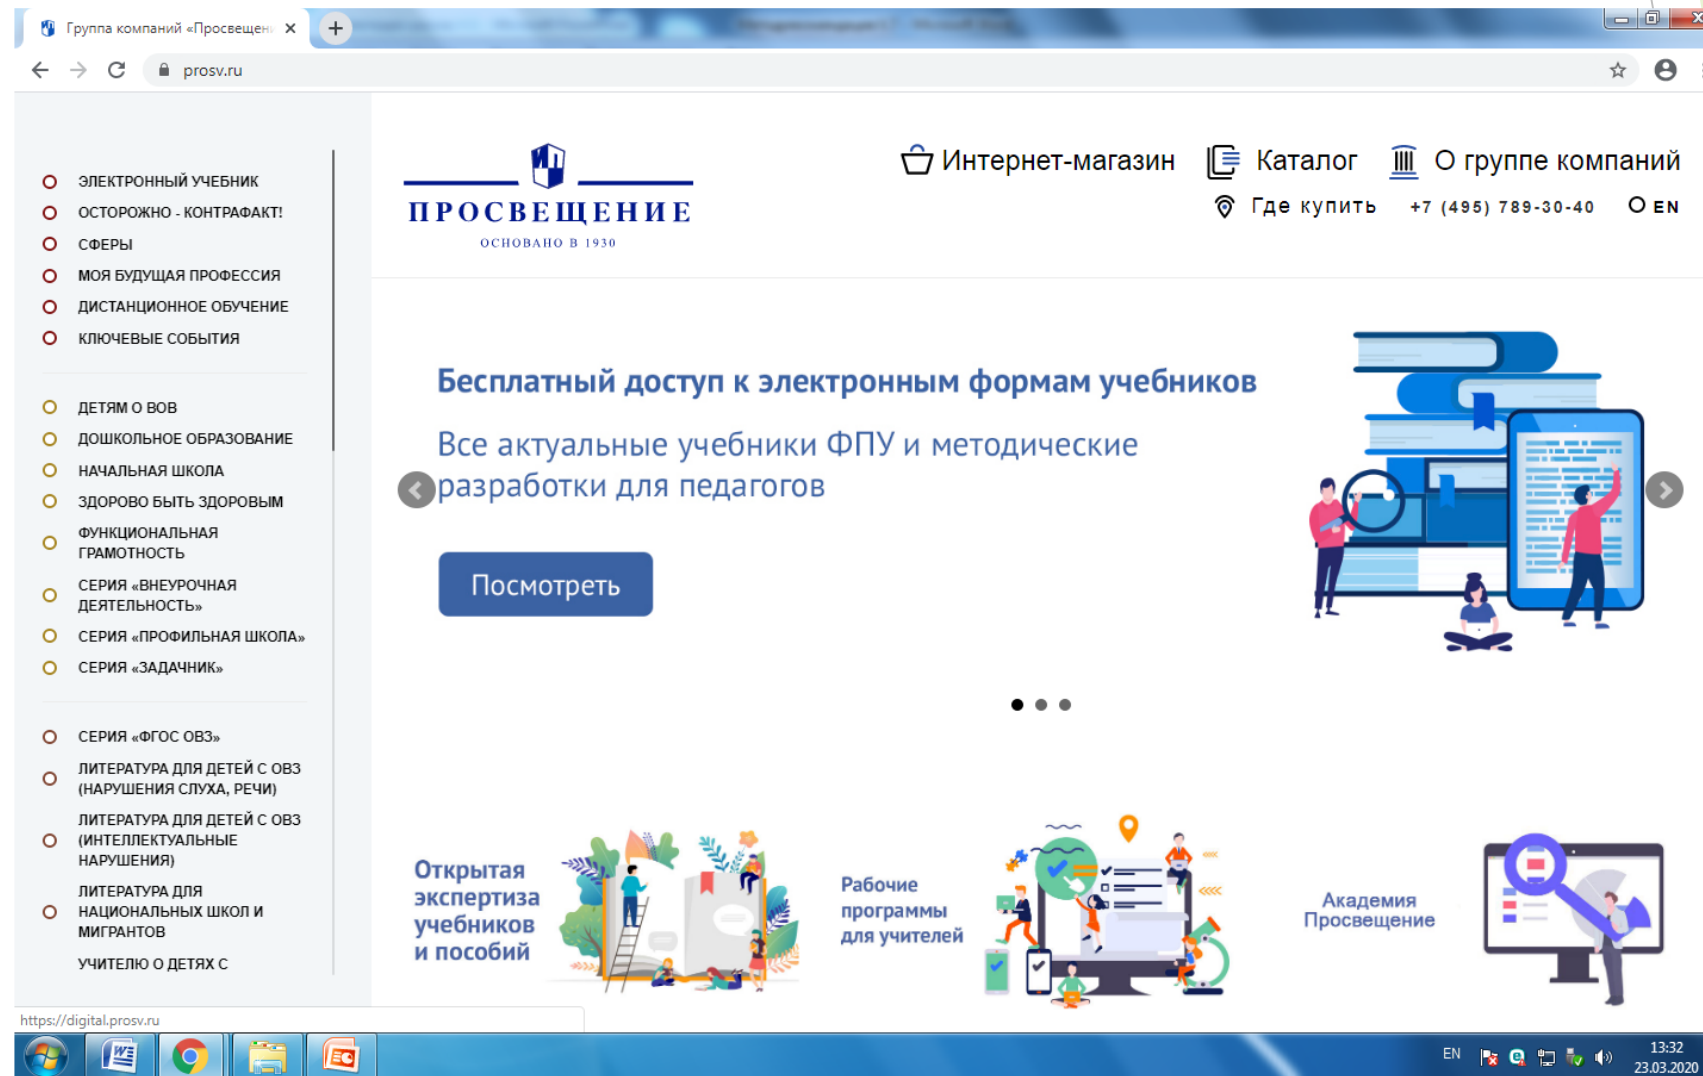 Группа компаний «Просвещен
prosv.ru
ЭЛЕКТРОННЫЙ УЧЕБНИК
ОСТОРОЖНО - КОНТРАФАКТ!
СФЕРЫ
МОЯ БУДУЩАЯ ПРОФЕССИЯ
ДИСТАНЦИОННОЕ ОБУЧЕНИЕ
КЛЮЧЕВЫЕ СОБЫТИЯ
ДЕТЯМ О ВОВ
ДОШКОЛЬНОЕ ОБРАЗОВАНИЕ
НАЧАЛЬНАЯ ШКОЛА
ЗДОРОВО БЫТЬ ЗДОРОВЫМ
ФУНКЦИОНАЛЬНАЯ
ГРАМОТНОСТЬ
СЕРИЯ «ВНЕУРОЧНАЯ
ДЕЯТЕЛЬНОСТЬ»
СЕРИЯ «ПРОФИЛЬНАЯ ШКОЛА»
СЕРИЯ «ЗАДАЧНИК»
СЕРИЯ «ФГОС ОВЗ»
ЛИТЕРАТУРА ДЛЯ ДЕТЕЙ С ОВЗ
(НАРУШЕНИЯ СЛУХА, РЕЧИ)
ЛИТЕРАТУРА ДЛЯ ДЕТЕЙ С ОВЗ
(ИНТЕЛЛЕКТУАЛЬНЫЕ
НАРУШЕНИЯ)
ЛИТЕРАТУРА ДЛЯ
НАЦИОНАЛЬНЫХ ШКОЛ И
МИГРАНТОВ
УЧИТЕЛЮ О ДЕТЯХ С
ИП
ПРОСВЕЩЕНИЕ
ОСНОВАНО В 1930
Интернет-магазин Каталог О группе компаний
Где купить +7 (495) 789-30-40 EN
Бесплатный доступ к электронным формам учебников
Все актуальные учебники ФПУ и методические
разработки для педагогов
Посмотреть
Открытая
экспертиза
учебников
и пособий
Рабочие
программы
для учителей
Академия
Просвещение
https://digital.prosv.ru
EN
13:32
23.03.2020